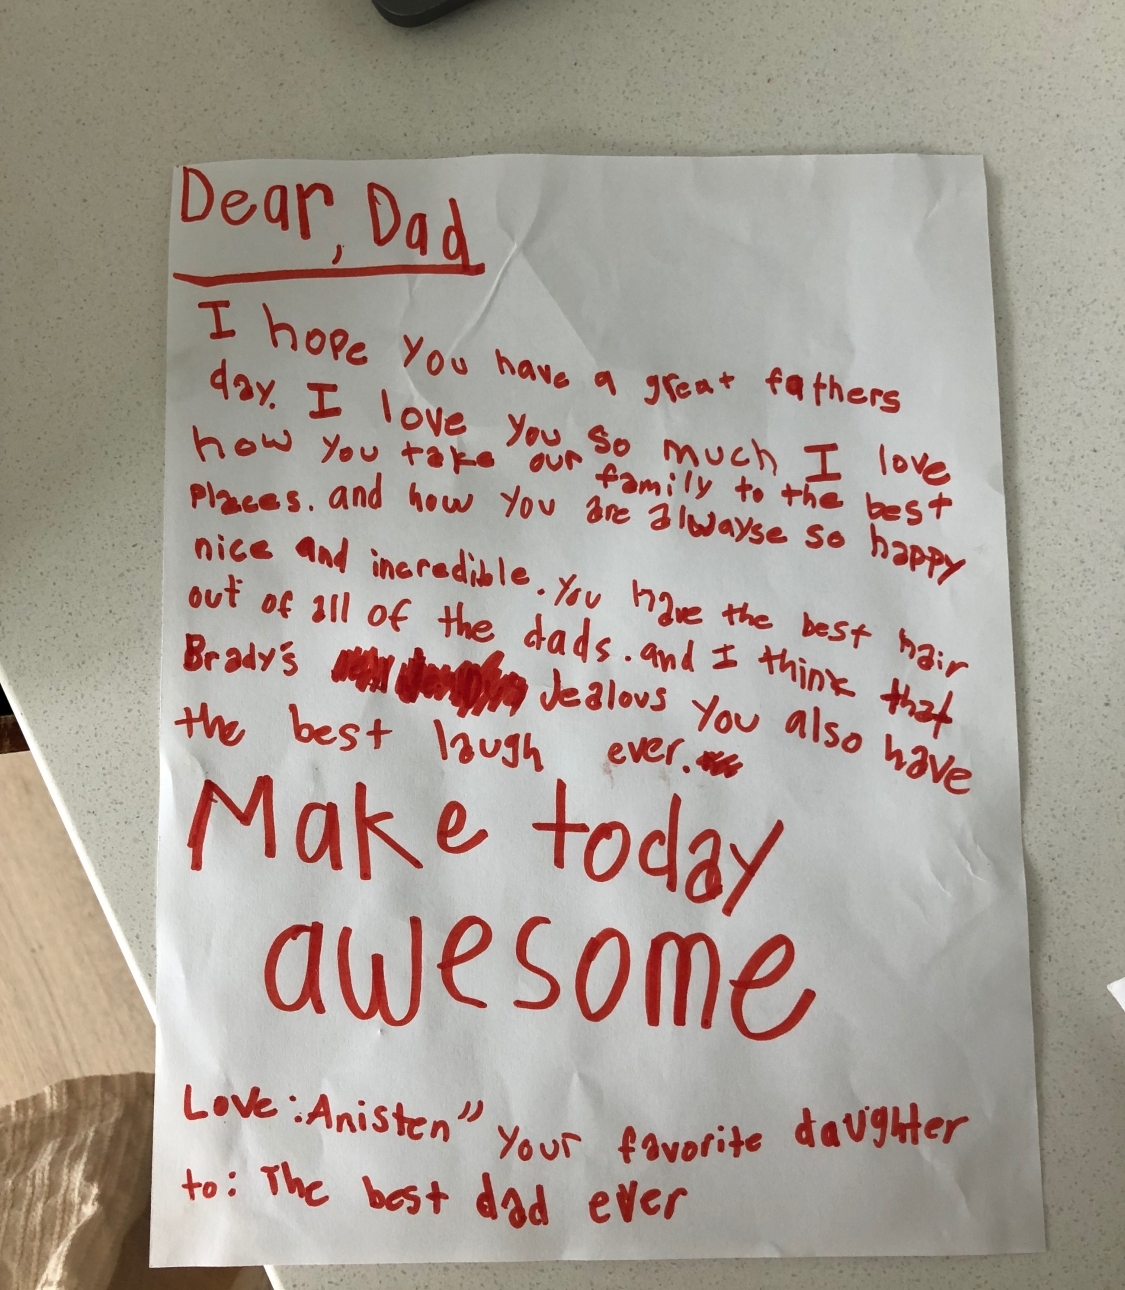 Dear, Dad
I hope you have a great fathers
day. I love you so much I love
how you take our family to the best
places. and how you are alwayse so happy
nice and incredible. You have the best hair
out of all of the dads. and I think that
Brady's Jealous you also have
the best laugh ever.
Make today
awesome
Love: Anisten" your favorite daughter
to: The best dad ever